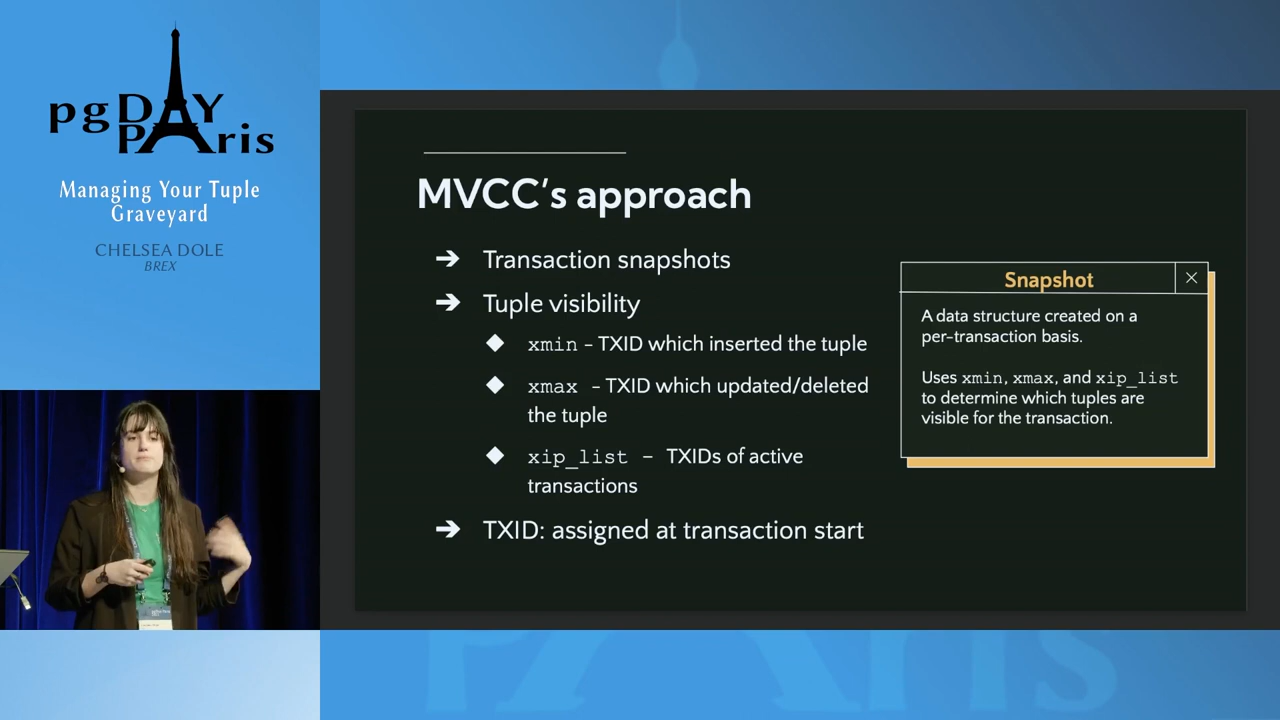 pgDAY
PAris
Managing Your Tuple
Graveyard
CHELSEA DOLE
BREX
MVCC's approach
➔ Transaction snapshots
➔ Tuple visibility
◆ xmin - TXID which inserted the tuple
◆ xmax - TXID which updated/deleted
the tuple
◆ xip_list – TXIDs of active
transactions
➔ TXID: assigned at transaction start
Snapshot
A data structure created on a
per-transaction basis.
Uses xmin, xmax, and xip_list
to determine which tuples are
visible for the transaction.